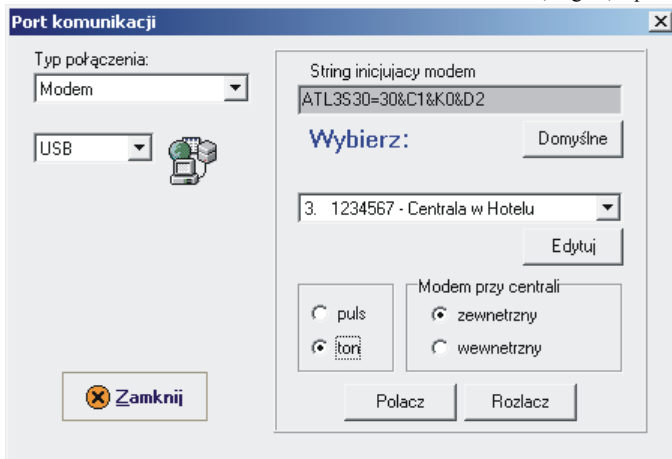 Port komunikacji
Typ połączenia:
Modem
USB
String inicjujacy modem
ATL3S30=30&C1&K0&D2
Wybierz:
Domyślne
3. 1234567 - Centrala w Hotelu
Edytuj
puls
ton
Modem przy centrali
zewnetrzny
wewnetrzny
Zamknij
Polacz
Rozlacz